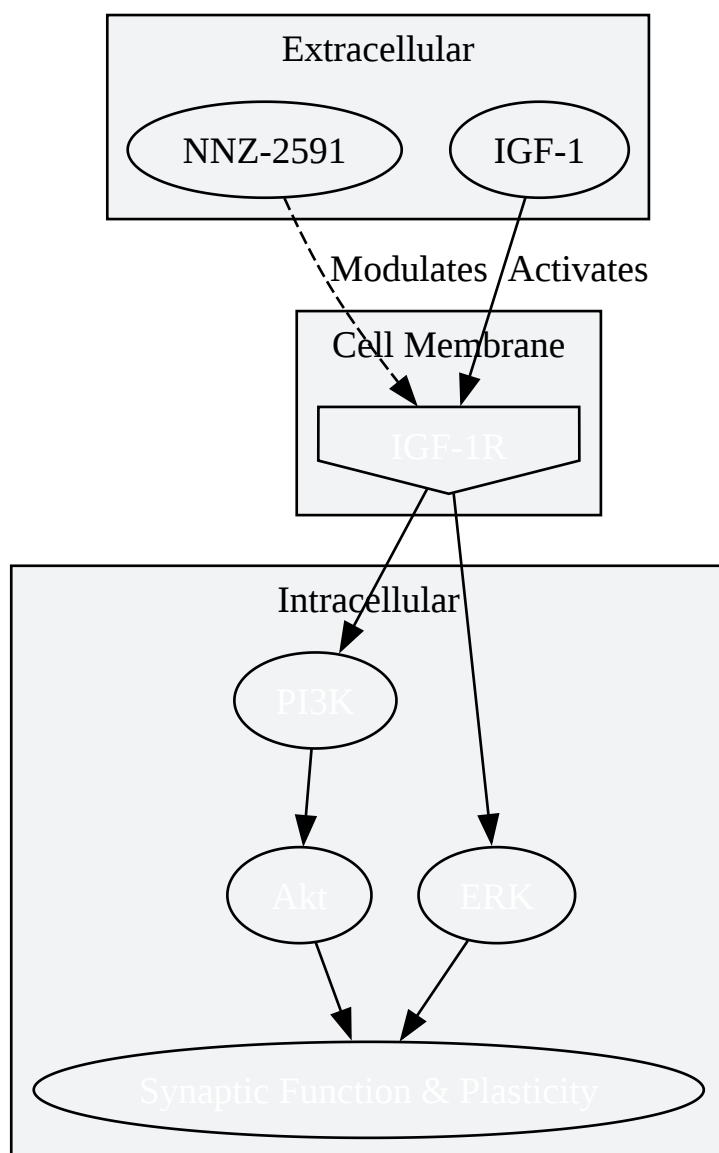 Extracellular
NNZ-2591
IGF-1
Modulates
Activates
Cell Membrane
IGF-1R
Intracellular
PI3K
Akt
ERK
Synaptic Function & Plasticity